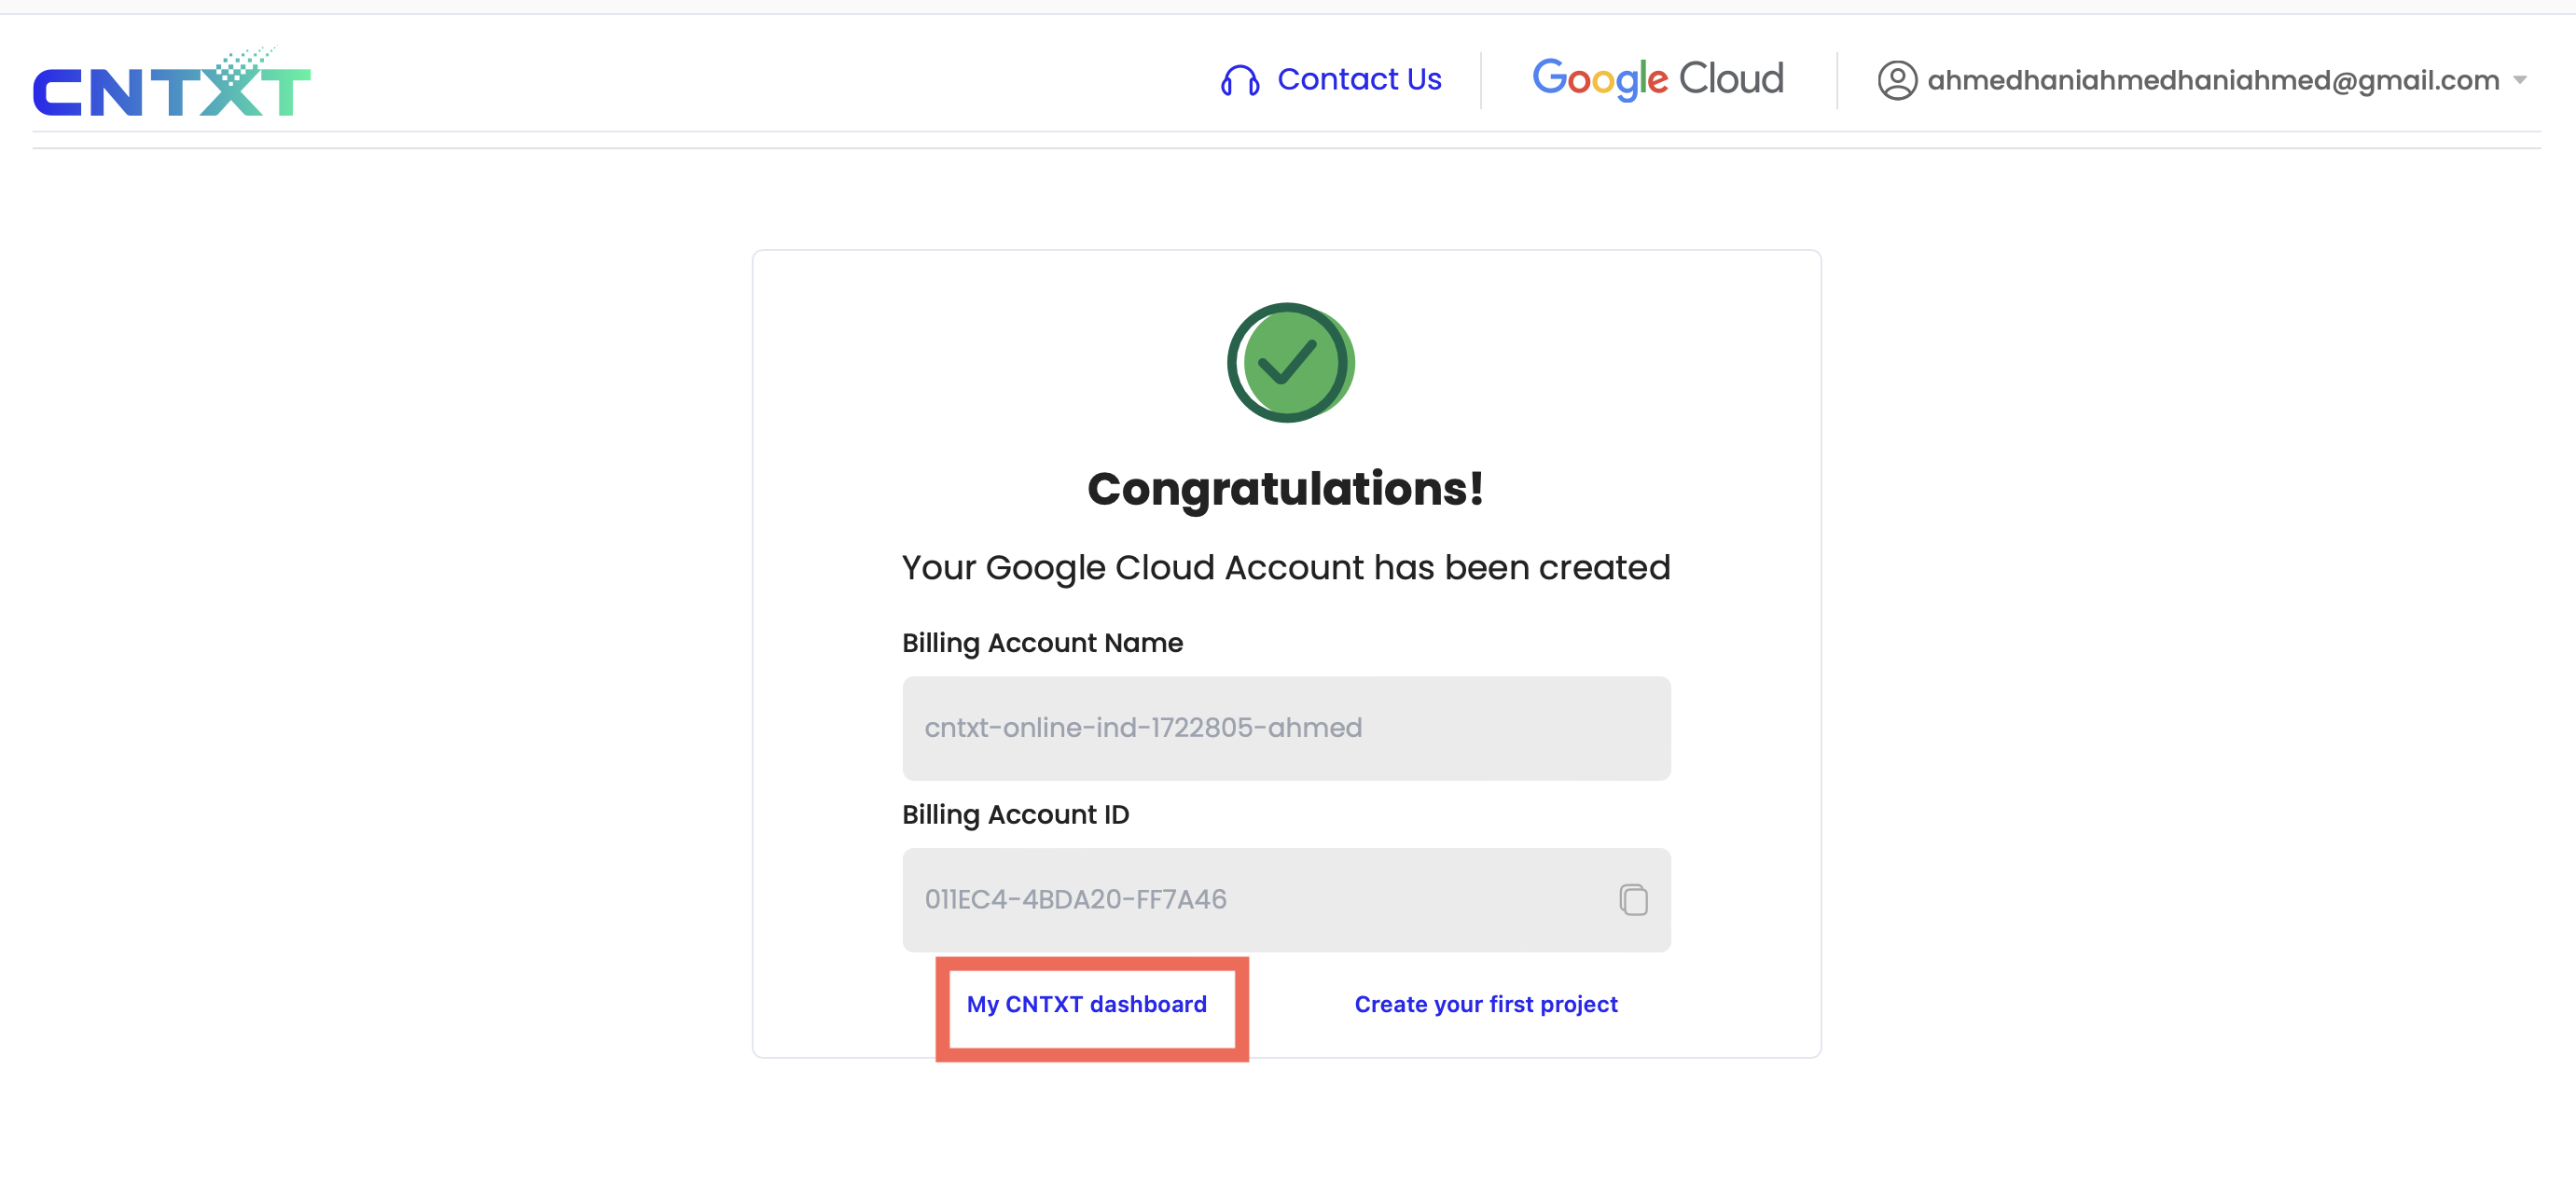 CNTXT
Contact Us
Google Cloud
ahmedhaniahmedhaniahmed@gmail.com
Congratulations!
Your Google Cloud Account has been created
Billing Account Name
cntxt-online-ind-1722805-ahmed
Billing Account ID
011EC4-4BDA20-FF7A46
My CNTXT dashboard
Create your first project